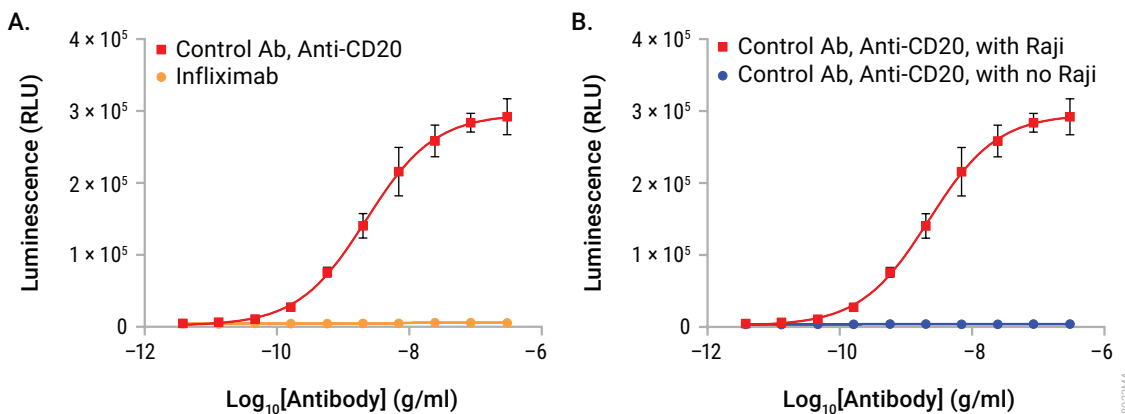 A.
Control Ab, Anti-CD20
Infliximab
Luminescence (RLU)
4 × 10⁵
3 × 10⁵
2 × 10⁵
1 × 10⁵
0
−12
−10
−8
−6
Log₁₀[Antibody] (g/ml)
B.
Control Ab, Anti-CD20, with Raji
Control Ab, Anti-CD20, with no Raji
Luminescence (RLU)
4 × 10⁵
3 × 10⁵
2 × 10⁵
1 × 10⁵
0
−12
−10
−8
−6
Log₁₀[Antibody] (g/ml)